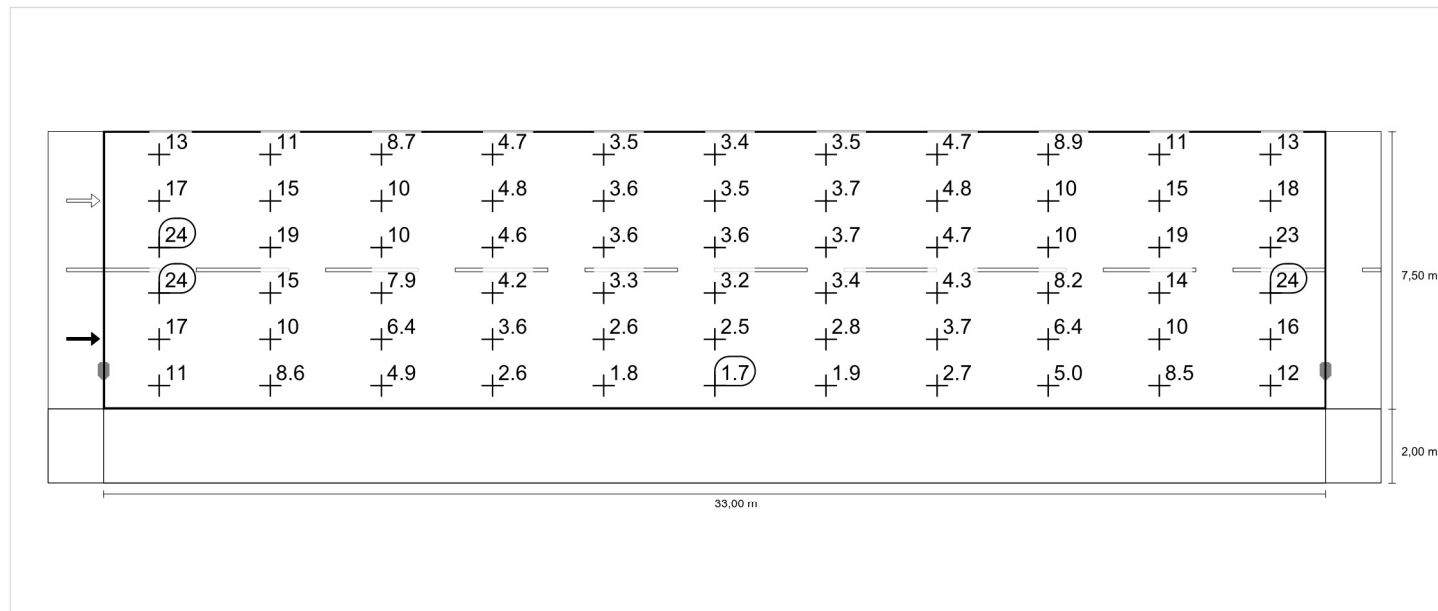 13 11 8.7 4.7 3.5 3.4 3.5 4.7 8.9 11 13
17 15 10 4.8 3.6 3.5 3.7 4.8 10 15 18
24 19 10 4.6 3.6 3.6 3.7 4.7 10 19 23
24 15 7.9 4.2 3.3 3.2 3.4 4.3 8.2 14 24
7,50 m
17 10 6.4 3.6 2.6 2.5 2.8 3.7 6.4 10 16
11 8.6 4.9 2.6 1.8 1.7 1.9 2.7 5.0 8.5 12
2,00 m
33,00 m